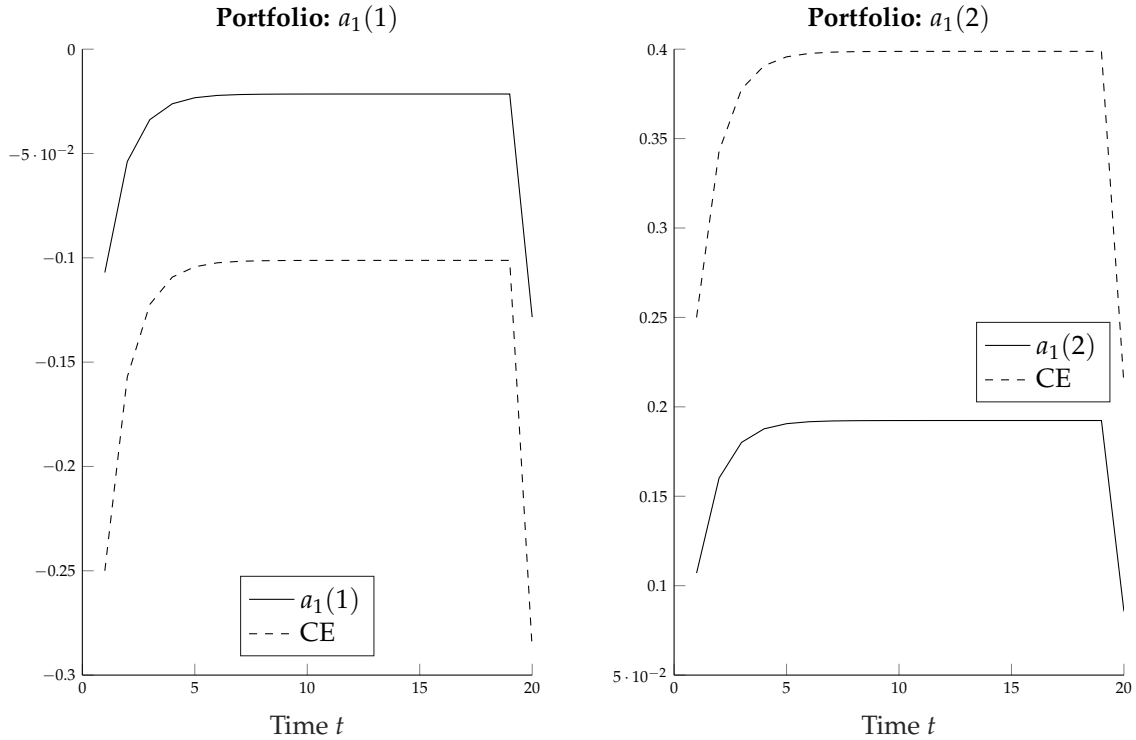 Portfolio: a₁(1)
0
−5 · 10⁻²
−0.1
−0.15
−0.2
−0.25
−0.3
0 5 10 15 20
Time t
a₁(1)
CE
Portfolio: a₁(2)
0.4
0.35
0.3
0.25
0.2
0.15
0.1
5 · 10⁻²
0 5 10 15 20
Time t
a₁(2)
CE